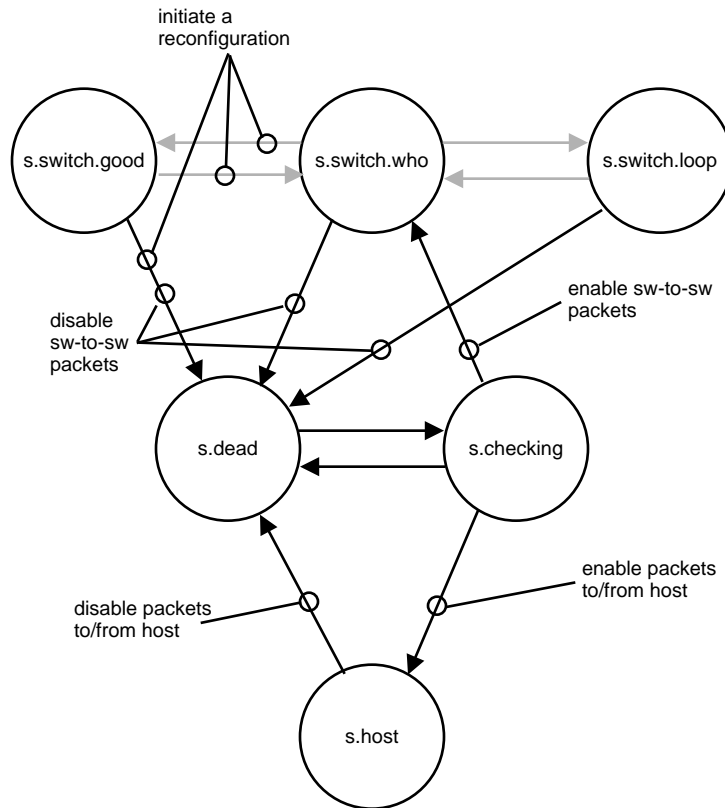 initiate a
reconfiguration
s.switch.good
s.switch.who
s.switch.loop
disable
sw-to-sw
packets
enable sw-to-sw
packets
s.dead
s.checking
disable packets
to/from host
enable packets
to/from host
s.host